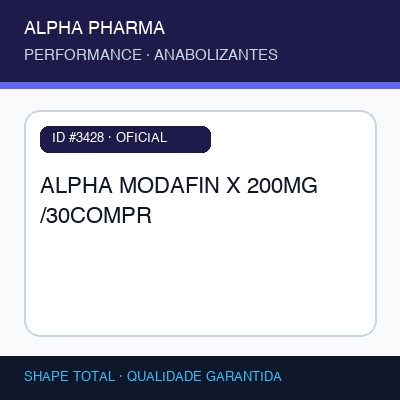 ALPHA PHARMA
PERFORMANCE · ANABOLIZANTES
ID #3428 · OFICIAL
ALPHA MODAFIN X 200MG
/30COMPR
SHAPE TOTAL · QUALIDADE GARANTIDA